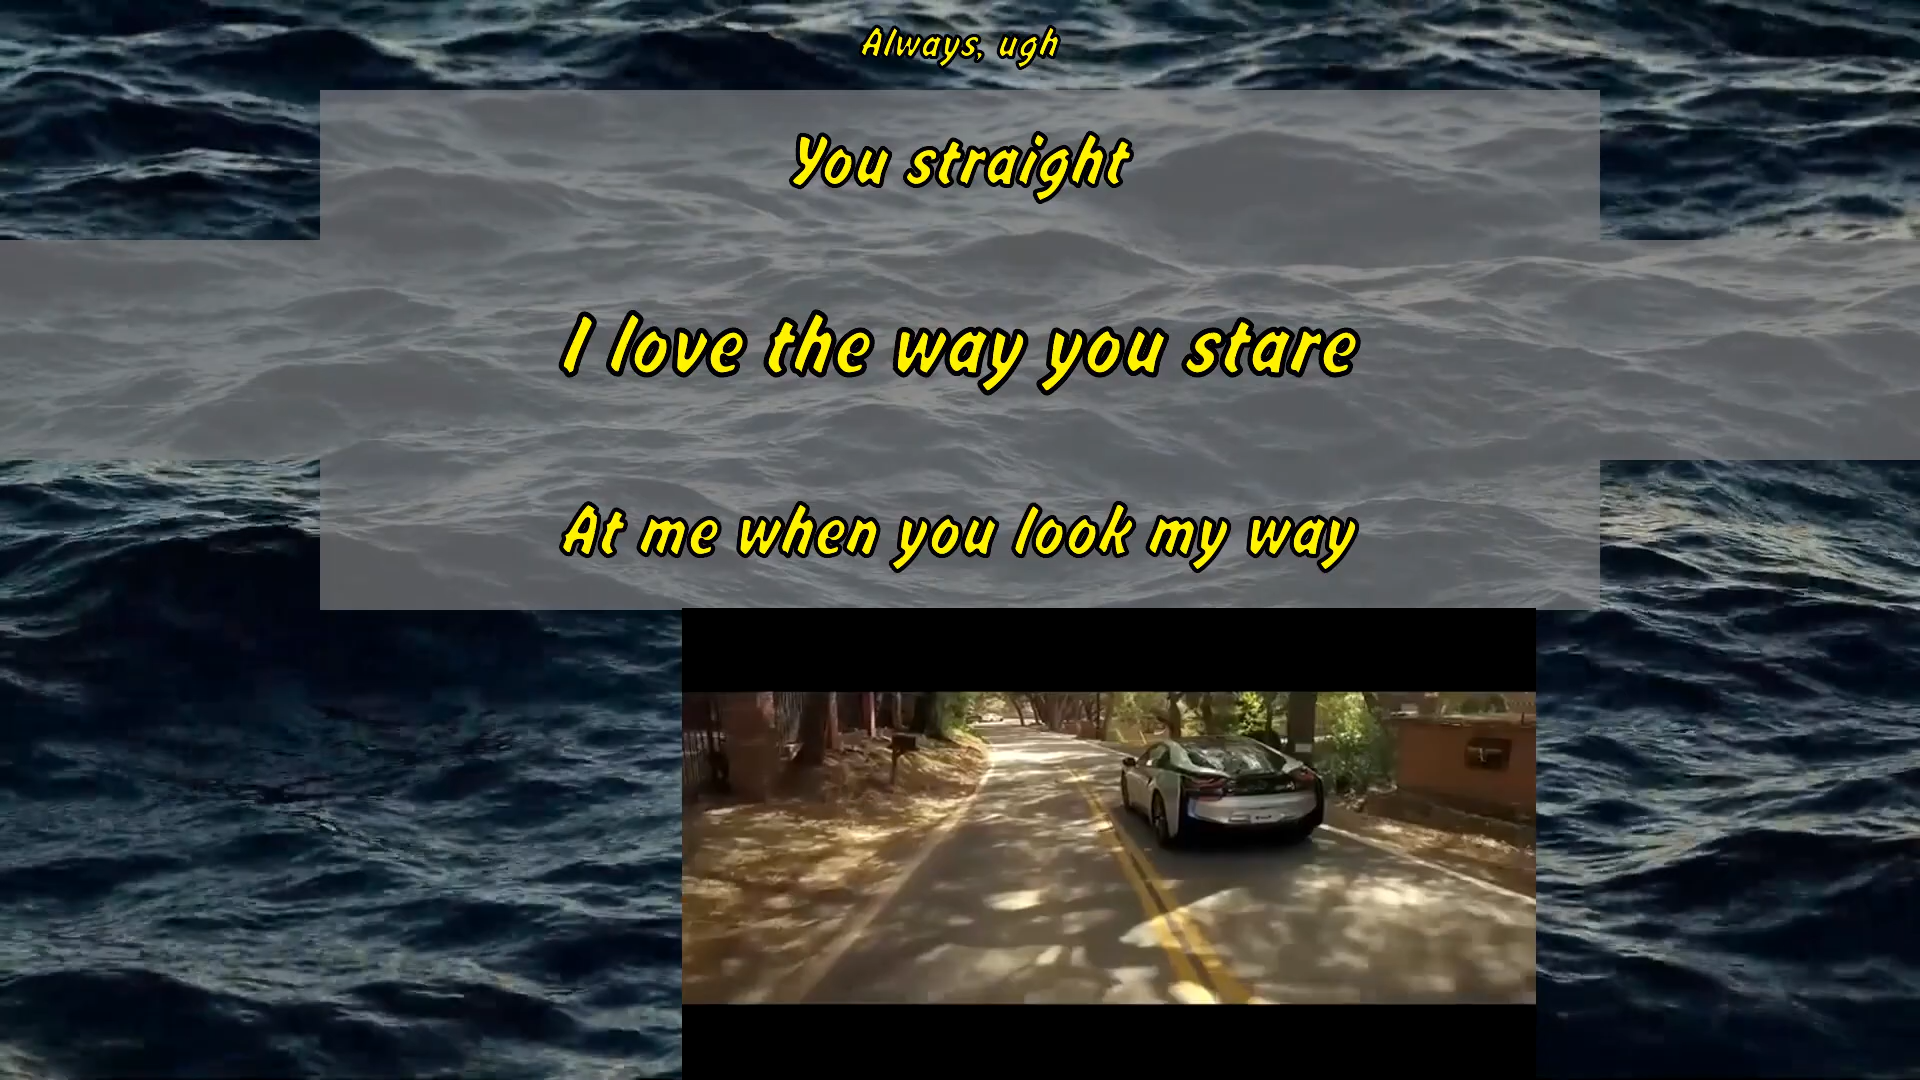 Always, ugh
You straight
I love the way you stare
At me when you look my way